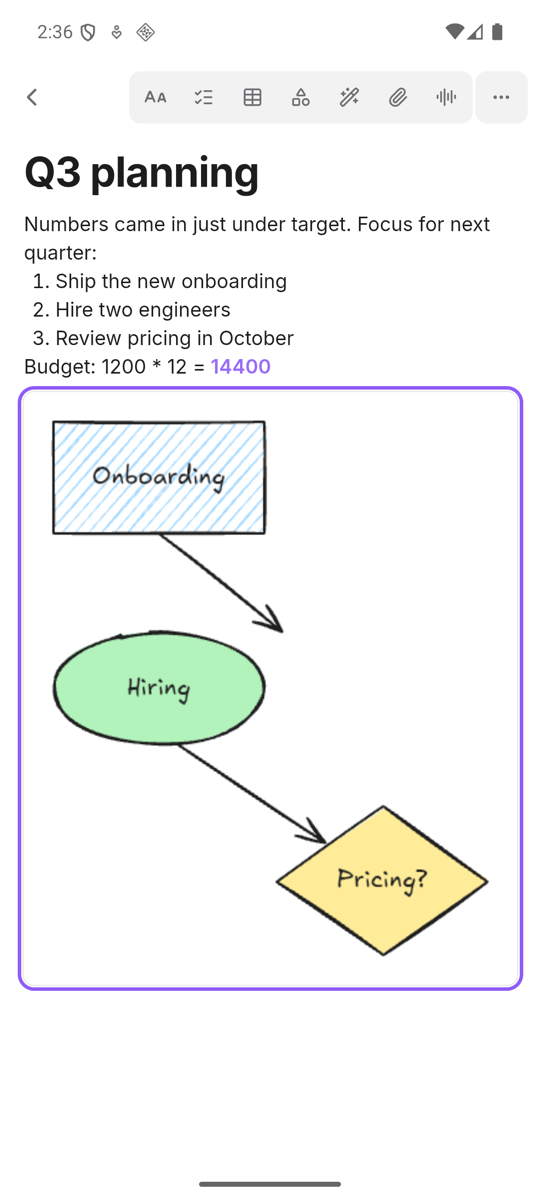 2:36
AA
Q3 planning
Numbers came in just under target. Focus for next
quarter:
1. Ship the new onboarding
2. Hire two engineers
3. Review pricing in October
Budget: 1200 * 12 = 14400
Onboarding
Hiring
Pricing?